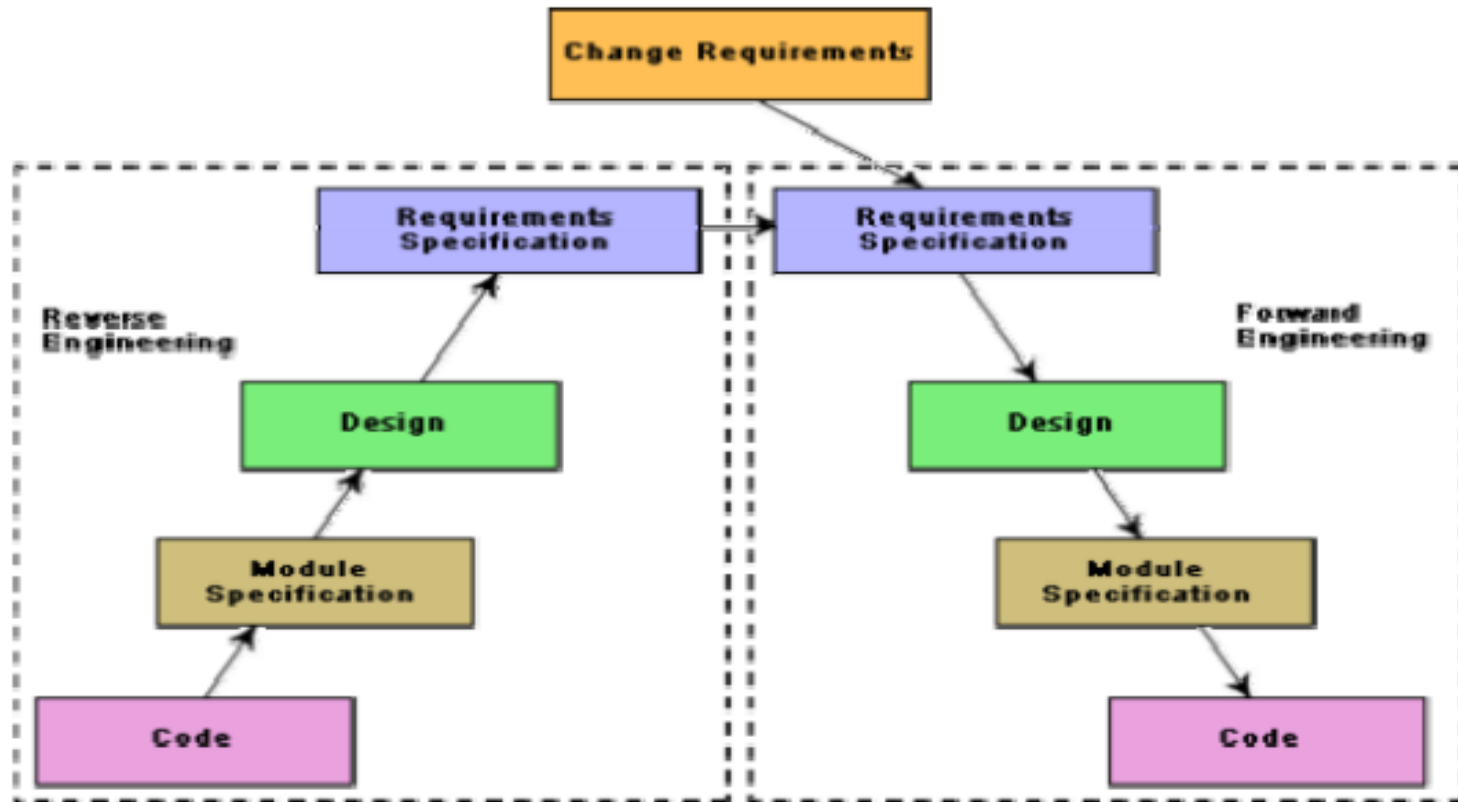 Change Requirements
Requirements
Specification
Requirements
Specification
Reverse
Engineering
Forward
Engineering
Design
Design
Module
Specification
Module
Specification
Code
Code